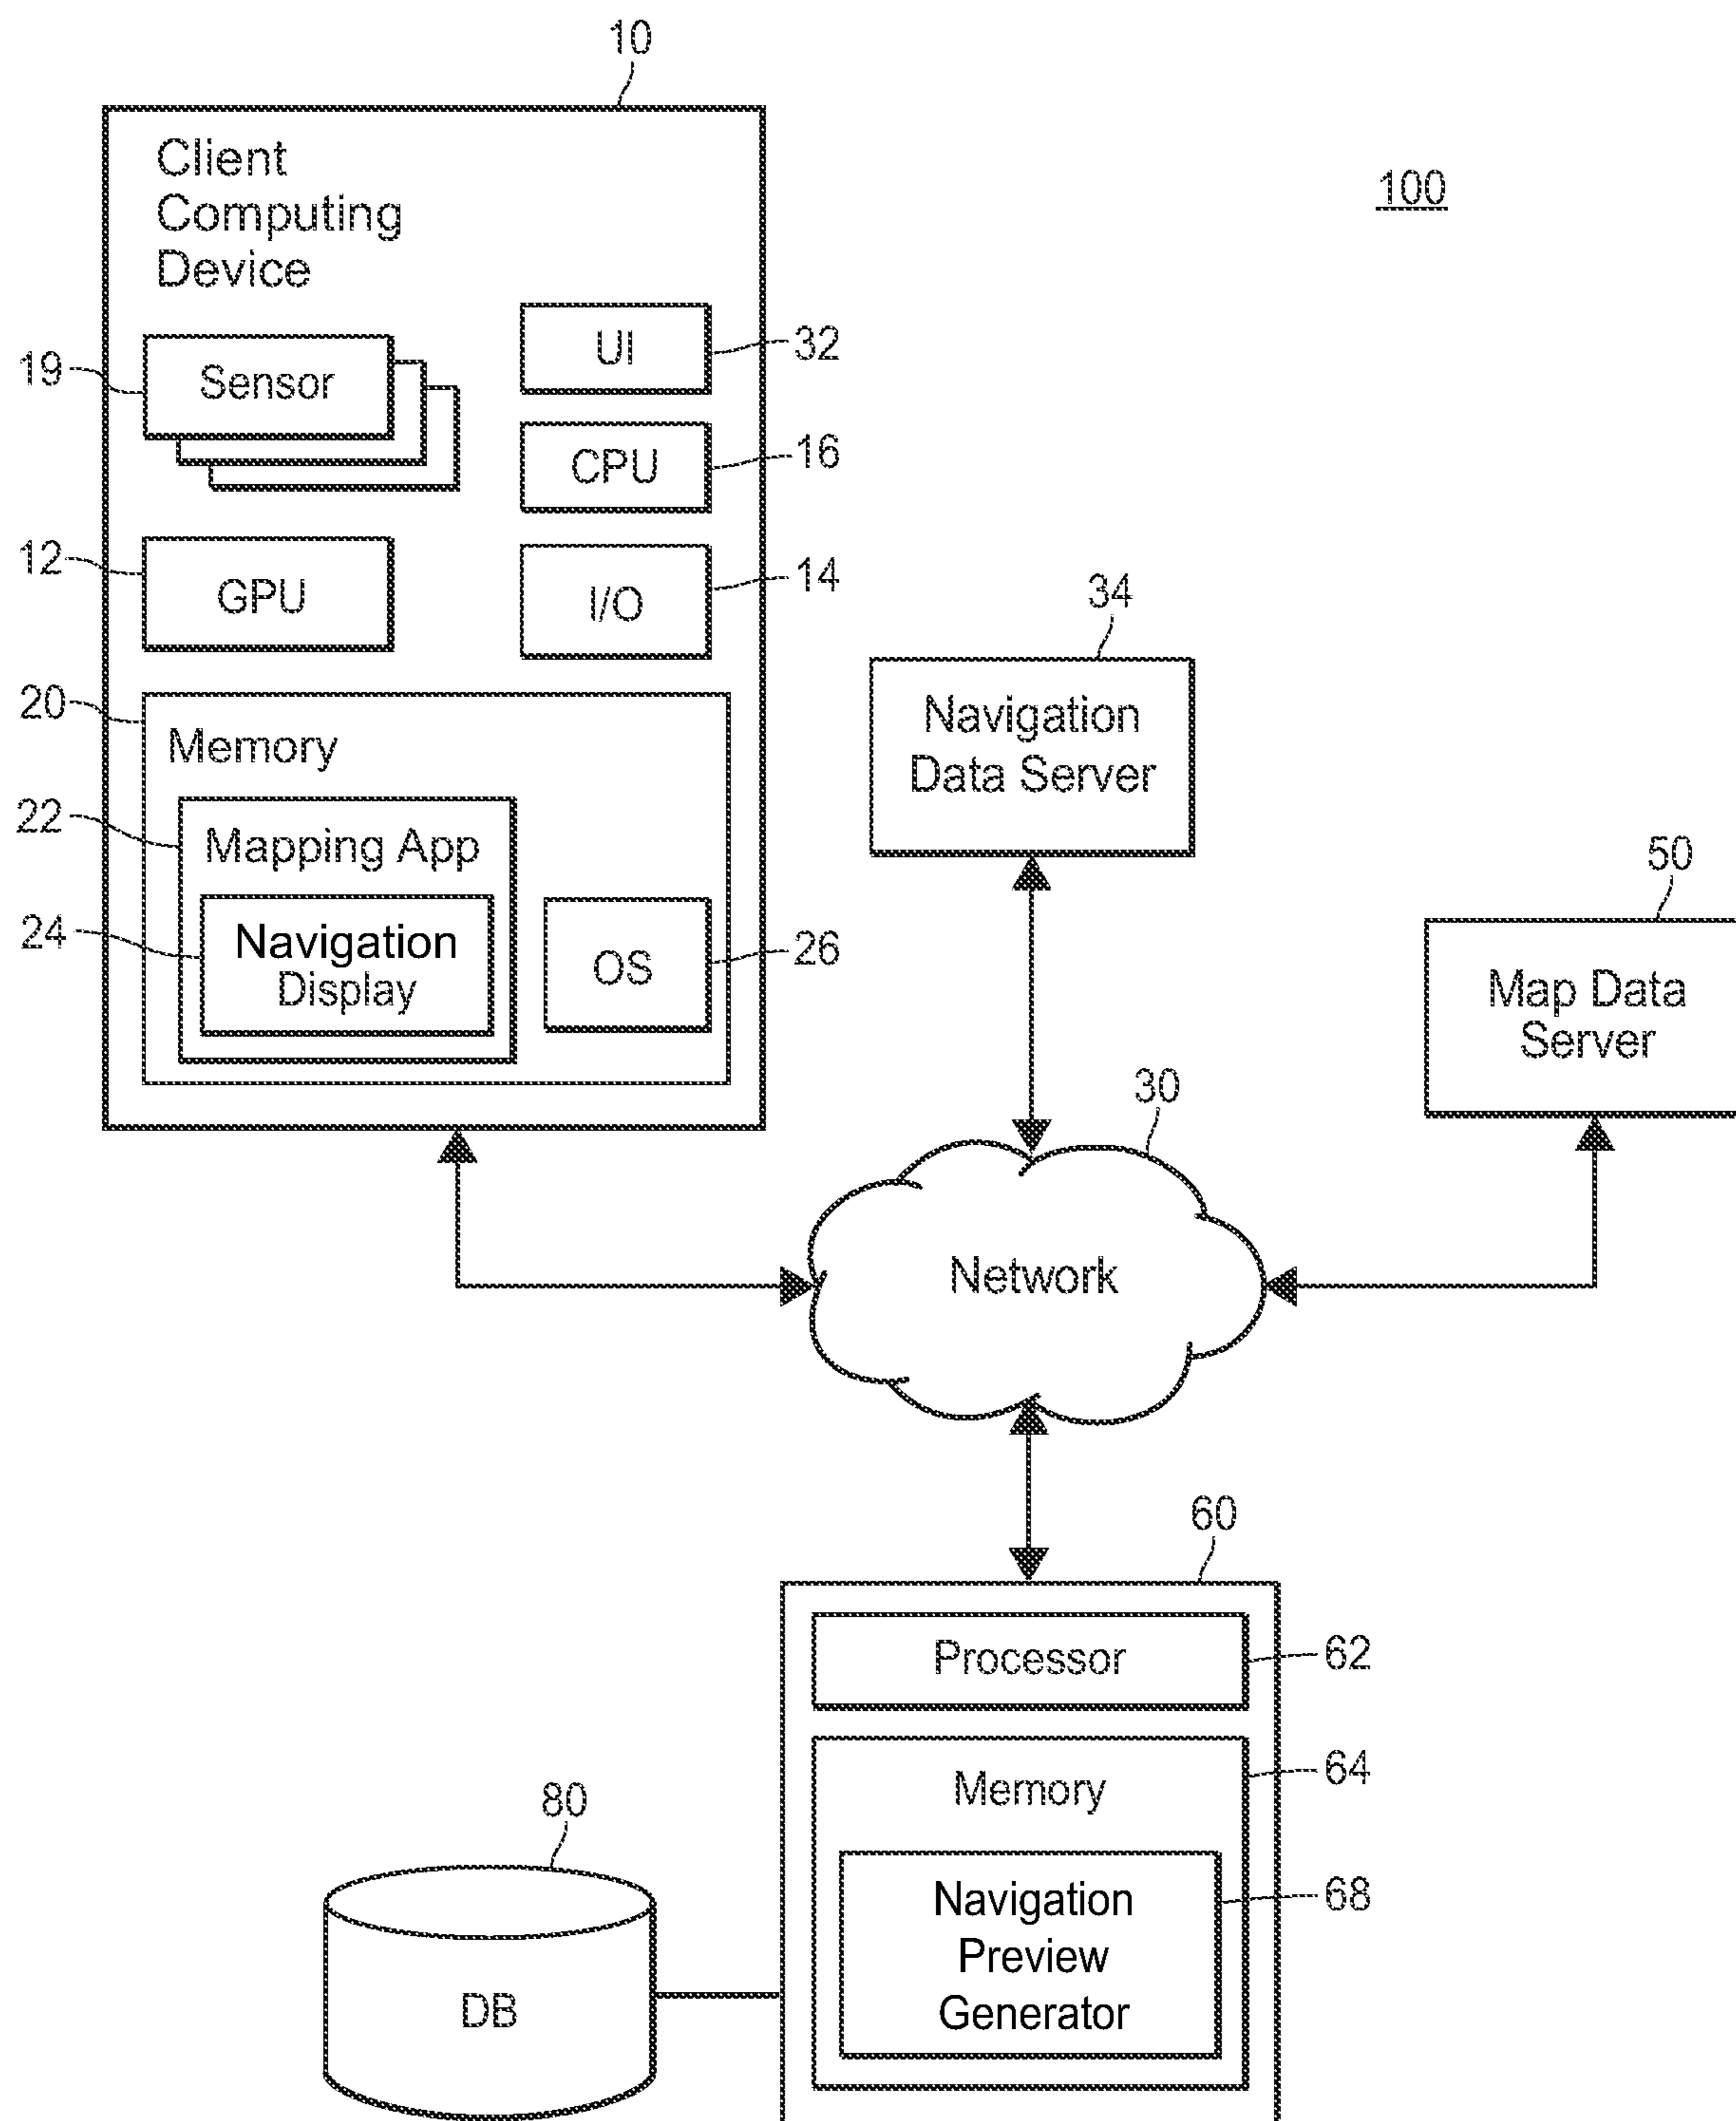 10
Client
Computing
Device
100
UI
32
19
Sensor
CPU
16
12
GPU
I/O
14
34
20
Memory
Navigation
Data Server
22
Mapping App
50
24
Navigation
Display
OS
26
Map Data
Server
30
Network
60
Processor
62
Memory
64
80
Navigation
Preview
Generator
68
DB